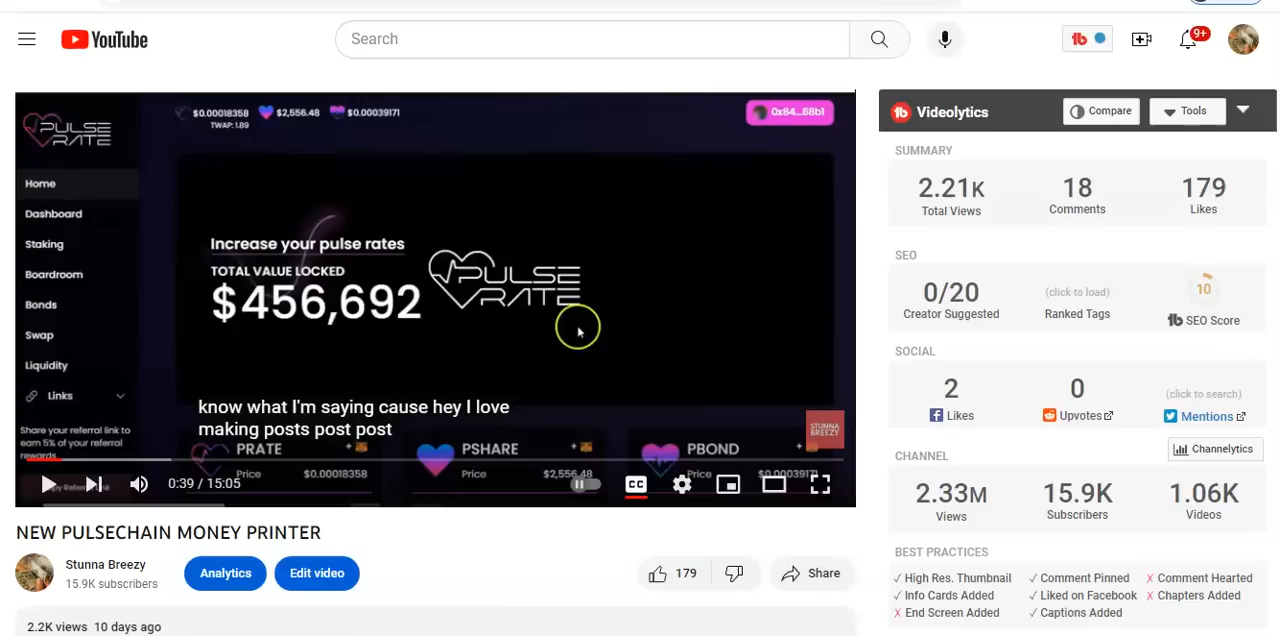 YouTube
Search
tb
9+
PULSE
RATE
$0.00018358
TWAP: 1.89
$2,556.48
$0.00039171
0x84...88b1
Home
Dashboard
Staking
Boardroom
Bonds
Swap
Liquidity
Links
Share your referral link to
earn 5% of your referral
rewards
Increase your pulse rates
TOTAL VALUE LOCKED
$456,692
PULSE
RATE
know what I'm saying cause hey I love
making posts post post
STUNNA
BREEZY
PRATE
Price $0.00018358
PSHARE
Price $2,556.48
PBOND
Price $0.00039171
0:39 / 15:05
CC
NEW PULSECHAIN MONEY PRINTER
Stunna Breezy
15.9K subscribers
Analytics
Edit video
179
Share
2.2K views 10 days ago
tb Videolytics
Compare
Tools
SUMMARY
2.21K
Total Views
18
Comments
179
Likes
SEO
0/20
Creator Suggested
(click to load)
Ranked Tags
10
tb SEO Score
SOCIAL
2
Likes
0
Upvotes
(click to search)
Mentions
Channelytics
CHANNEL
2.33M
Views
15.9K
Subscribers
1.06K
Videos
BEST PRACTICES
✓ High Res. Thumbnail ✓ Comment Pinned X Comment Hearted
✓ Info Cards Added ✓ Liked on Facebook X Chapters Added
X End Screen Added ✓ Captions Added